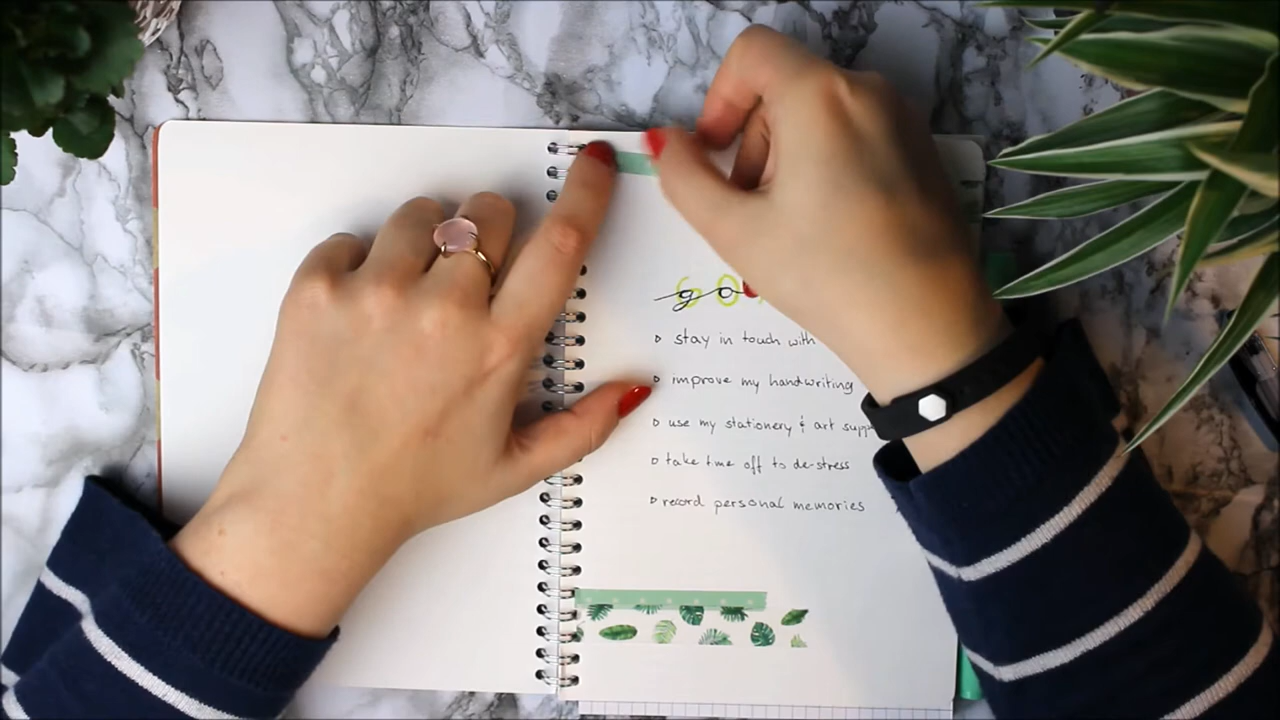 stay in touch with
improve my handwriting
use my stationery & art
take time off to de-stress
record personal memories